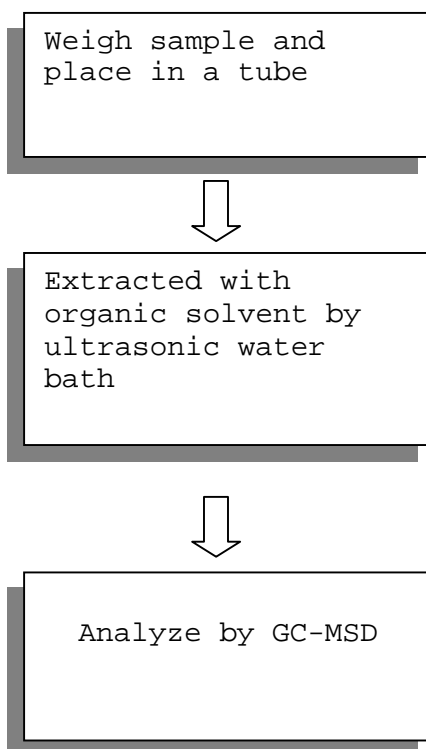 Weigh sample and
place in a tube
Extracted with
organic solvent by
ultrasonic water
bath
Analyze by GC-MSD